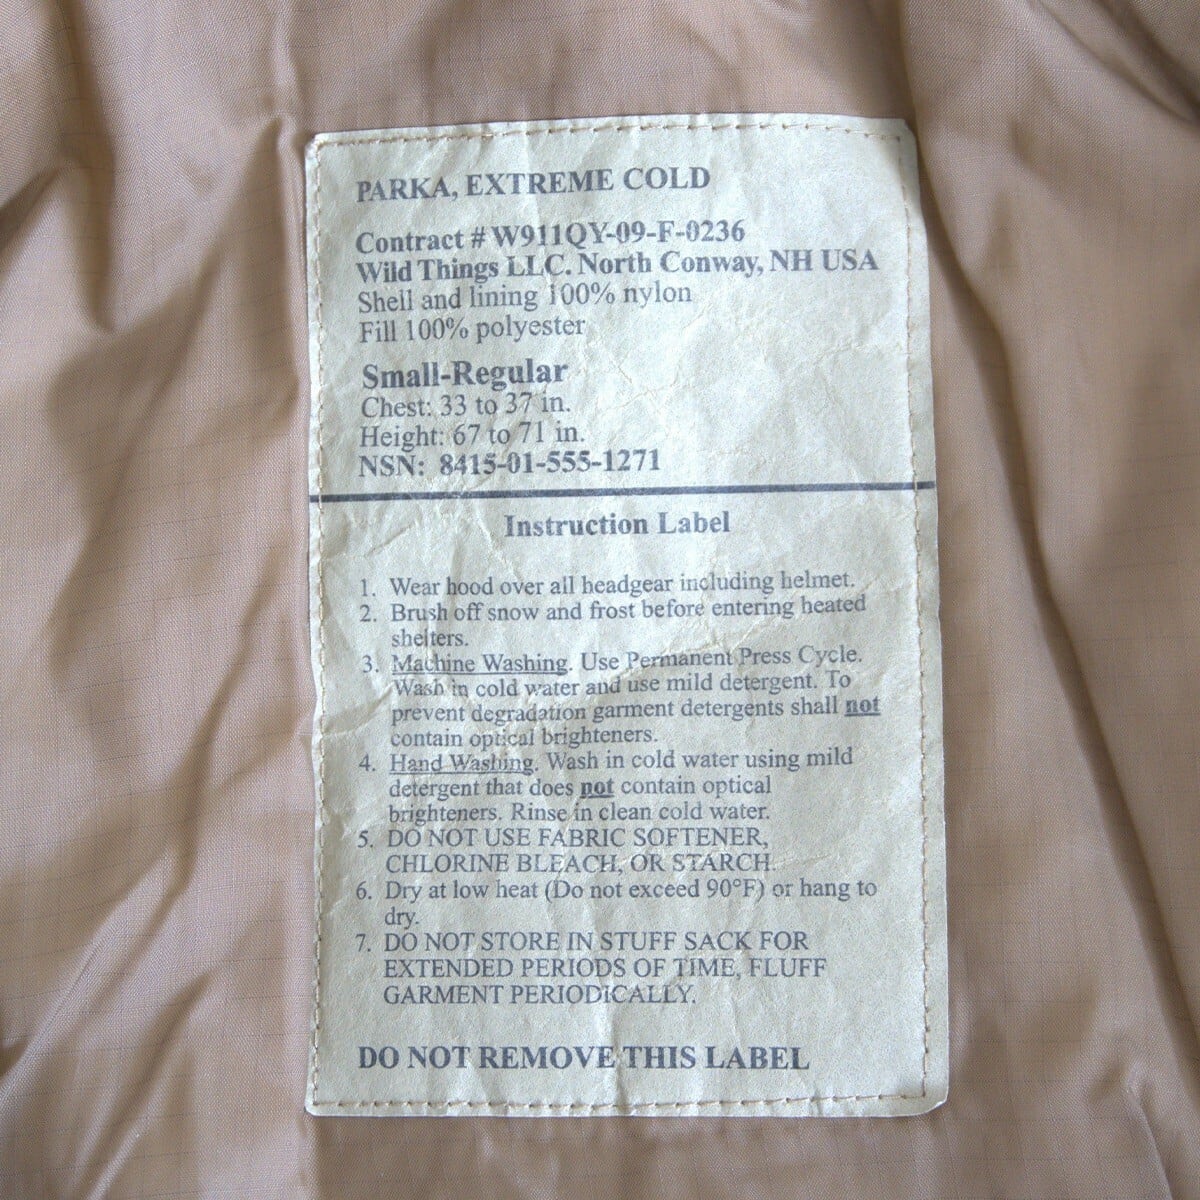 PARKA, EXTREME COLD
Contract # W911QY-09-F-0236
Wild Things LLC. North Conway, NH USA
Shell and lining 100% nylon
Fill 100% polyester
Small-Regular
Chest: 33 to 37 in.
Height: 67 to 71 in.
NSN: 8415-01-555-1271
Instruction Label
1. Wear hood over all headgear including helmet.
2. Brush off snow and frost before entering heated
shelters.
3. Machine Washing. Use Permanent Press Cycle.
Wash in cold water and use mild detergent. To
prevent degradation garment detergents shall not
contain optical brighteners.
4. Hand Washing. Wash in cold water using mild
detergent that does not contain optical
brighteners. Rinse in clean cold water.
5. DO NOT USE FABRIC SOFTENER,
CHLORINE BLEACH, OR STARCH.
6. Dry at low heat (Do not exceed 90°F) or hang to
dry.
7. DO NOT STORE IN STUFF SACK FOR
EXTENDED PERIODS OF TIME, FLUFF
GARMENT PERIODICALLY.
DO NOT REMOVE THIS LABEL